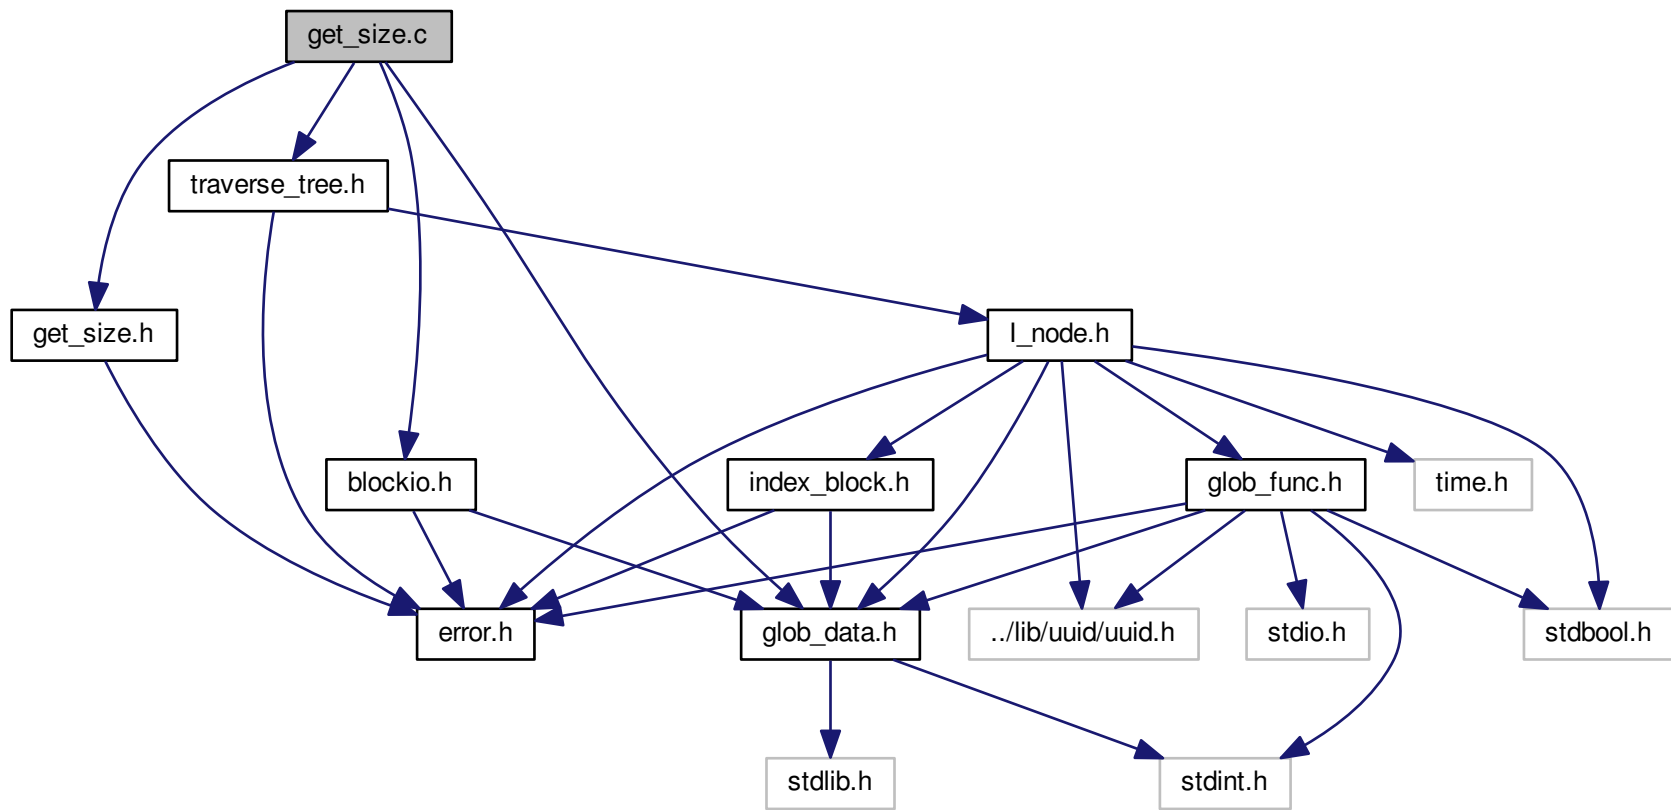 get_size.c
traverse_tree.h
get_size.h
I_node.h
blockio.h
index_block.h
glob_func.h
time.h
error.h
glob_data.h
../lib/uuid/uuid.h
stdio.h
stdbool.h
stdlib.h
stdint.h